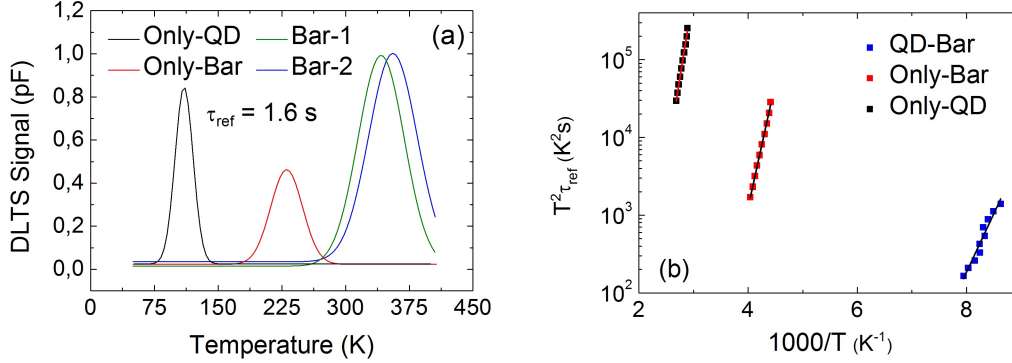 (a)
Only-QD
Bar-1
Only-Bar
Bar-2
τref = 1.6 s
DLTS Signal (pF)
1,2
1,0
0,8
0,6
0,4
0,2
0,0
0 75 150 225 300 375 450
Temperature (K)
QD-Bar
Only-Bar
Only-QD
(b)
T²τref (K²s)
10⁵
10⁴
10³
10²
2 4 6 8
1000/T (K⁻¹)